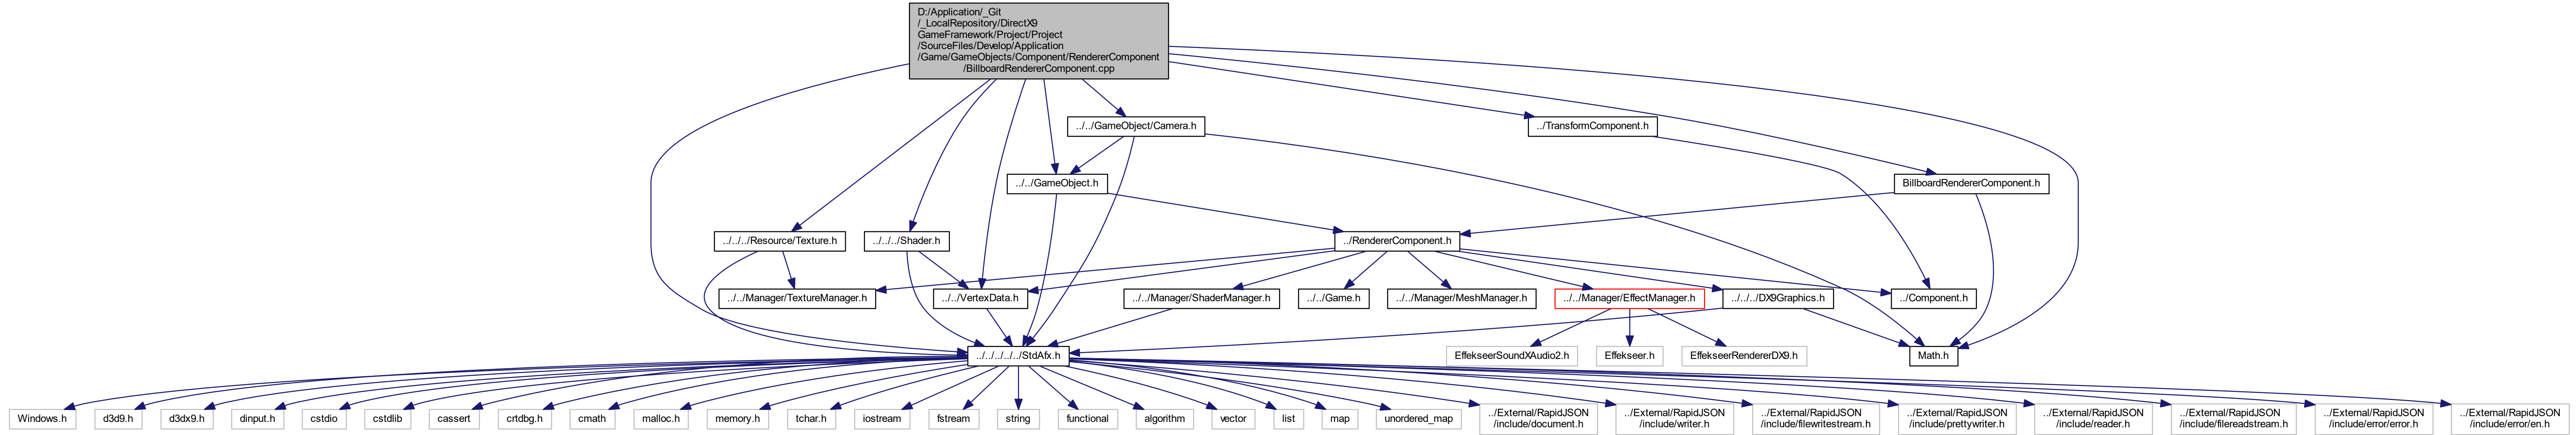 D:/Application/_Git
/_LocalRepository/DirectX9
GameFramework/Project/Project
/SourceFiles/Develop/Application
/Game/GameObjects/Component/RendererComponent
/BillboardRendererComponent.cpp
../../GameObject/Camera.h
../TransformComponent.h
../../GameObject.h
BillboardRendererComponent.h
../../../Resource/Texture.h
../../../Shader.h
../RendererComponent.h
../../Manager/TextureManager.h
../../VertexData.h
../../Manager/ShaderManager.h
../../Game.h
../../Manager/MeshManager.h
../../Manager/EffectManager.h
../../../DX9Graphics.h
../Component.h
../../../../../StdAfx.h
EffekseerSoundXAudio2.h
Effekseer.h
EffekseerRendererDX9.h
Math.h
Windows.h
d3d9.h
d3dx9.h
dinput.h
cstdio
cstdlib
cassert
crtdbg.h
cmath
malloc.h
memory.h
tchar.h
iostream
fstream
string
functional
algorithm
vector
list
map
unordered_map
../External/RapidJSON
/include/document.h
../External/RapidJSON
/include/writer.h
../External/RapidJSON
/include/filewritestream.h
../External/RapidJSON
/include/prettywriter.h
../External/RapidJSON
/include/reader.h
../External/RapidJSON
/include/filereadstream.h
../External/RapidJSON
/include/error/error.h
../External/RapidJSON
/include/error/en.h